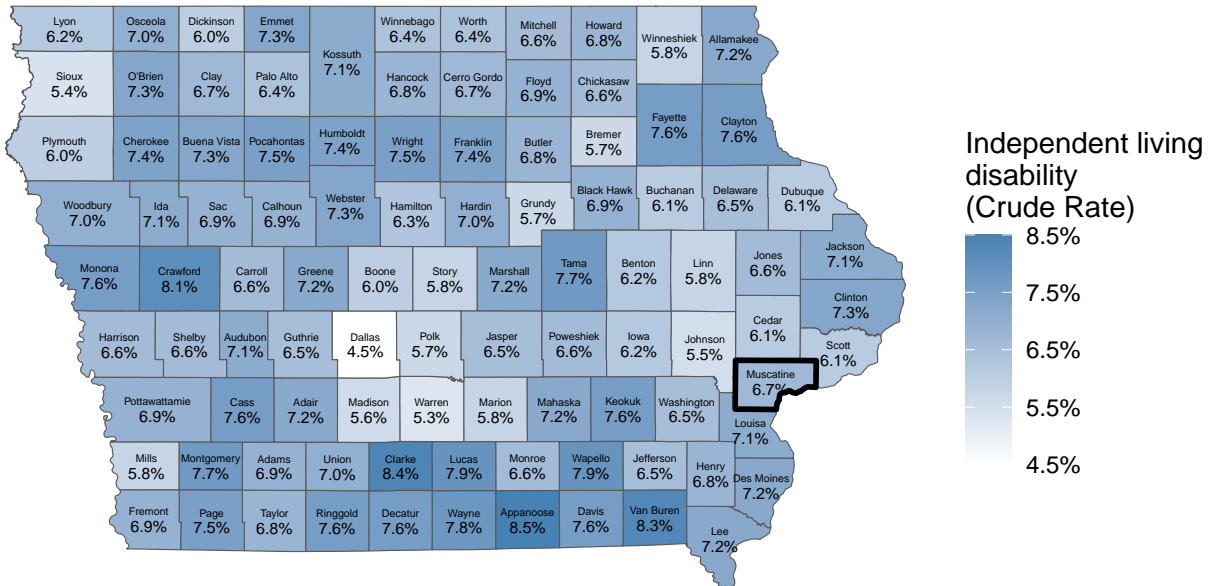 Lyon
6.2%
Osceola
7.0%
Dickinson
6.0%
Emmet
7.3%
Kossuth
7.1%
Winnebago
6.4%
Worth
6.4%
Mitchell
6.6%
Howard
6.8%
Winneshiek
5.8%
Allamakee
7.2%
Sioux
5.4%
O'Brien
7.3%
Clay
6.7%
Palo Alto
6.4%
Hancock
6.8%
Cerro Gordo
6.7%
Floyd
6.9%
Chickasaw
6.6%
Fayette
7.6%
Clayton
7.6%
Plymouth
6.0%
Cherokee
7.4%
Buena Vista
7.3%
Pocahontas
7.5%
Humboldt
7.4%
Wright
7.5%
Franklin
7.4%
Butler
6.8%
Bremer
5.7%
Woodbury
7.0%
Ida
7.1%
Sac
6.9%
Calhoun
6.9%
Webster
7.3%
Hamilton
6.3%
Hardin
7.0%
Grundy
5.7%
Black Hawk
6.9%
Buchanan
6.1%
Delaware
6.5%
Dubuque
6.1%
Monona
7.6%
Crawford
8.1%
Carroll
6.6%
Greene
7.2%
Boone
6.0%
Story
5.8%
Marshall
7.2%
Tama
7.7%
Benton
6.2%
Linn
5.8%
Jones
6.6%
Jackson
7.1%
Clinton
7.3%
Harrison
6.6%
Shelby
6.6%
Audubon
7.1%
Guthrie
6.5%
Dallas
4.5%
Polk
5.7%
Jasper
6.5%
Poweshiek
6.6%
Iowa
6.2%
Johnson
5.5%
Cedar
6.1%
Scott
6.1%
Muscatine
6.7%
Pottawattamie
6.9%
Cass
7.6%
Adair
7.2%
Madison
5.6%
Warren
5.3%
Marion
5.8%
Mahaska
7.2%
Keokuk
7.6%
Washington
6.5%
Louisa
7.1%
Mills
5.8%
Montgomery
7.7%
Adams
6.9%
Union
7.0%
Clarke
8.4%
Lucas
7.9%
Monroe
6.6%
Wapello
7.9%
Jefferson
6.5%
Henry
6.8%
Des Moines
7.2%
Fremont
6.9%
Page
7.5%
Taylor
6.8%
Ringgold
7.6%
Decatur
7.6%
Wayne
7.8%
Appanoose
8.5%
Davis
7.6%
Van Buren
8.3%
Lee
7.2%
Independent living
disability
(Crude Rate)
8.5%
7.5%
6.5%
5.5%
4.5%